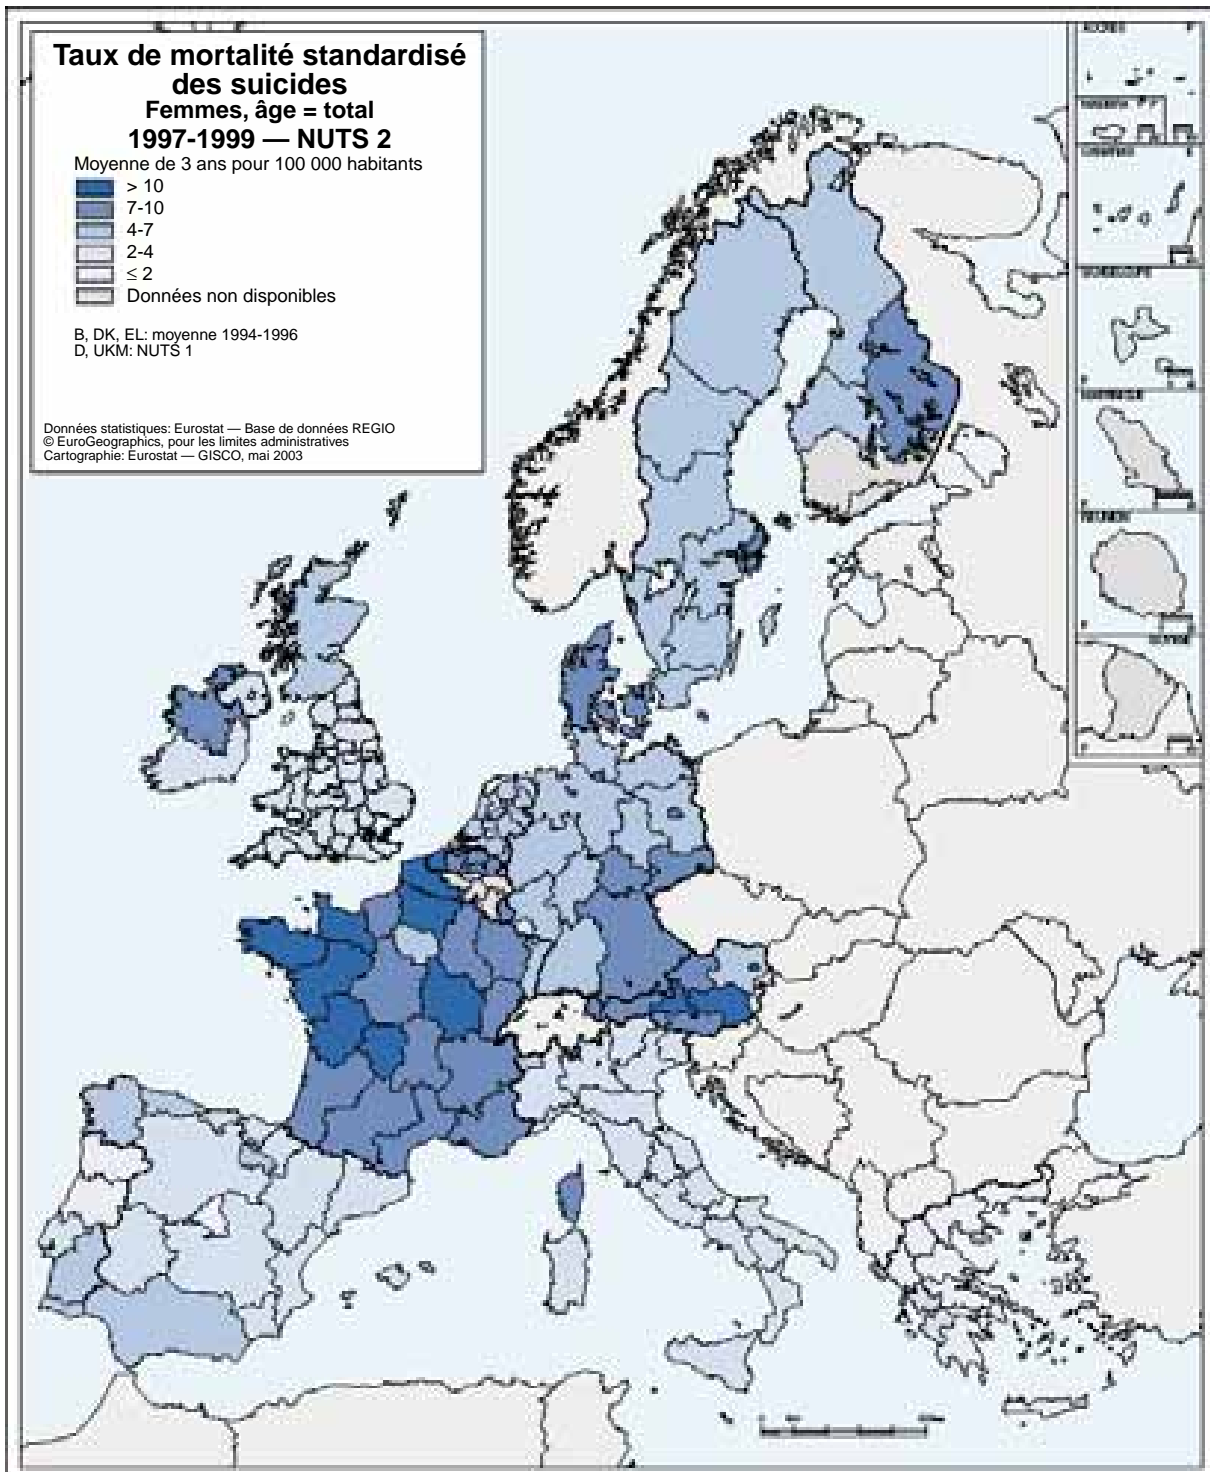 Taux de mortalité standardisé
des suicides
Femmes, âge = total
1997-1999 — NUTS 2
Moyenne de 3 ans pour 100 000 habitants
> 10
7-10
4-7
2-4
≤ 2
Données non disponibles
B, DK, EL: moyenne 1994-1996
D, UKM: NUTS 1
Données statistiques: Eurostat — Base de données REGIO
© EuroGeographics, pour les limites administratives
Cartographie: Eurostat — GISCO, mai 2003
GUADELOUPE
REUNION
GUYANE